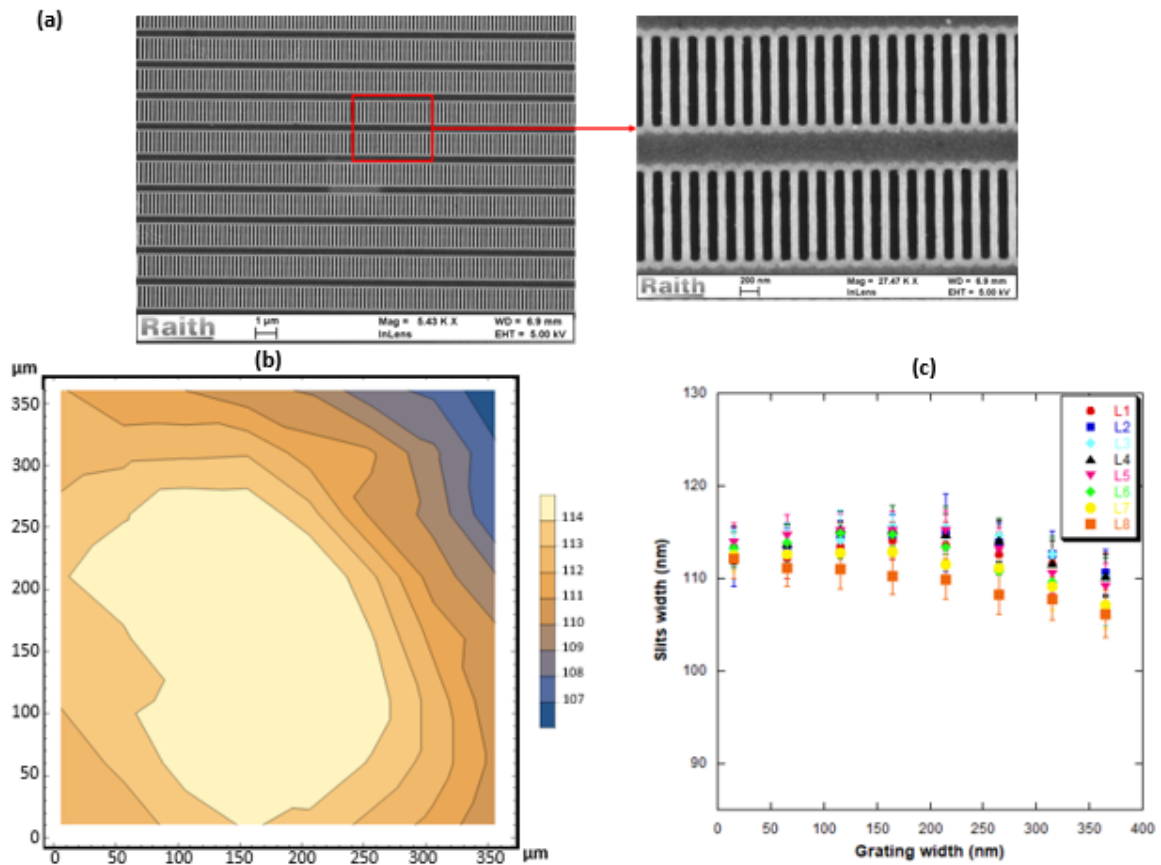 (a)
Raith
1 µm
Mag = 5.43 K X
WD = 6.9 mm
InLens
EHT = 5.00 kV
Raith
200 nm
Mag = 27.47 K X
WD = 6.9 mm
InLens
EHT = 5.00 kV
(b)
µm
350
300
250
200
150
100
50
0
0 50 100 150 200 250 300 350
µm
114
113
112
111
110
109
108
107
(c)
Slits width (nm)
130
120
110
100
90
0 50 100 150 200 250 300 350 400
Grating width (nm)
L1
L2
L3
L4
L5
L6
L7
L8